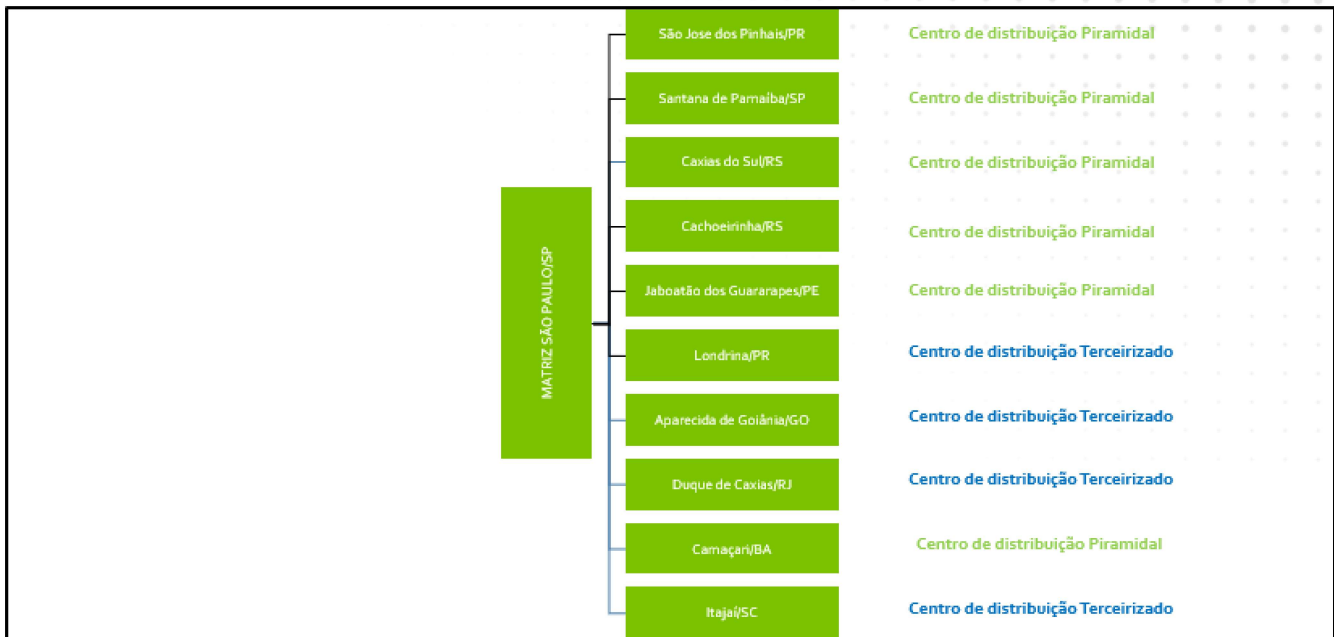 São Jose dos Pinhais/PR Centro de distribuição Piramidal
Santana de Parnaíba/SP Centro de distribuição Piramidal
Caxias do Sul/RS Centro de distribuição Piramidal
Cachoeirinha/RS Centro de distribuição Piramidal
MATRIZ SÃO PAULO/SP
Jaboatão dos Guararapes/PE Centro de distribuição Piramidal
Londrina/PR Centro de distribuição Terceirizado
Aparecida de Goiânia/GO Centro de distribuição Terceirizado
Duque de Caxias/RJ Centro de distribuição Terceirizado
Camaçari/BA Centro de distribuição Piramidal
Itajaí/SC Centro de distribuição Terceirizado